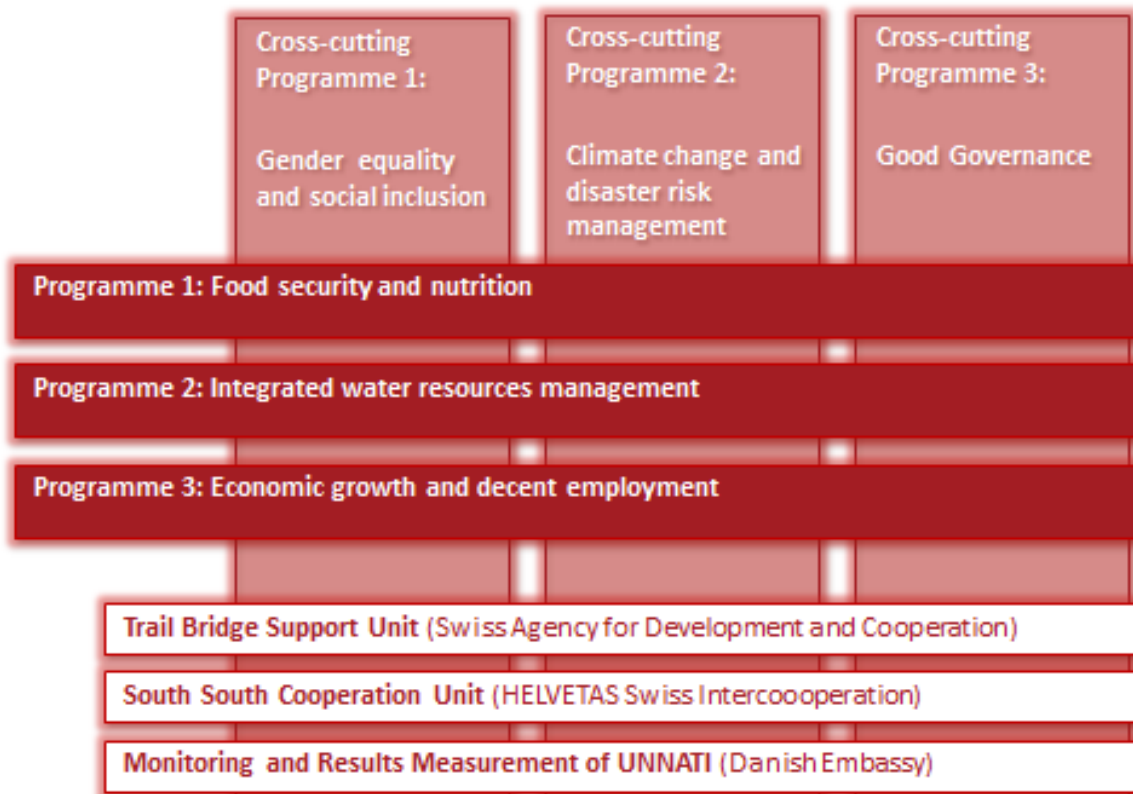 Cross-cutting
Programme 1:
Gender equality
and social inclusion
Cross-cutting
Programme 2:
Climate change and
disaster risk
management
Cross-cutting
Programme 3:
Good Governance
Programme 1: Food security and nutrition
Programme 2: Integrated water resources management
Programme 3: Economic growth and decent employment
Trail Bridge Support Unit (Swiss Agency for Development and Cooperation)
South South Cooperation Unit (HELVETAS Swiss Intercoooperation)
Monitoring and Results Measurement of UNNATI (Danish Embassy)